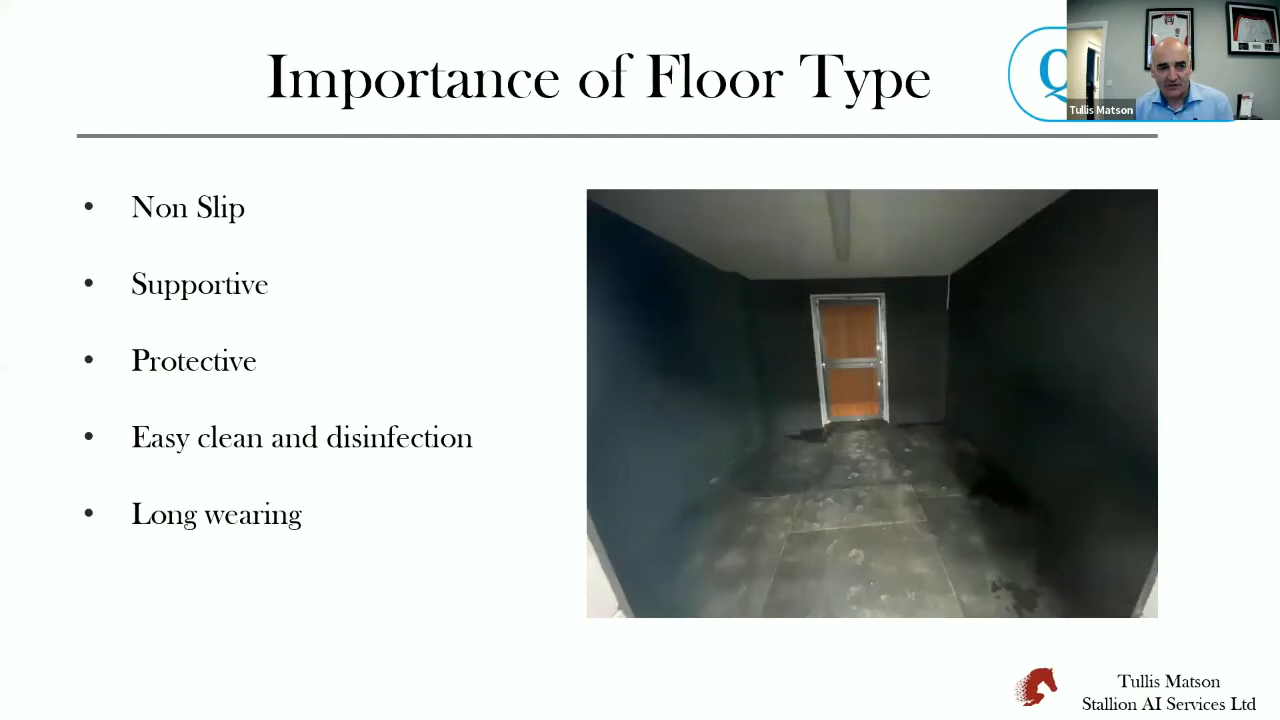 Importance of Floor Type
Q
Tullis Matson
• Non Slip
• Supportive
• Protective
• Easy clean and disinfection
• Long wearing
Tullis Matson
Stallion AI Services Ltd